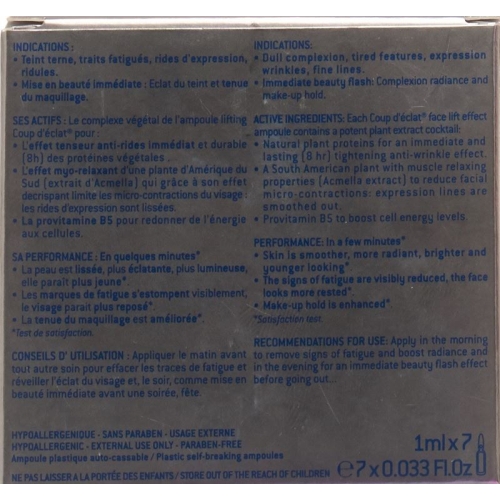 INDICATIONS :
• Teint terne, traits fatigués, rides d'expression,
ridules.
• Mise en beauté immédiate : Eclat du teint et tenue
du maquillage.
SES ACTIFS : Le complexe végétal de l'ampoule lifting
Coup d'éclat® pour :
• L'effet tenseur anti-rides immédiat et durable
(8h) des protéines végétales .
• L'effet myo-relaxant d'une plante d'Amérique du
Sud (extrait d'Acmella) qui grâce à son effet
decrispant limite les micro-contractions du visage :
les rides d'expression sont lissées.
• La provitamine B5 pour redonner de l'énergie
aux cellules.
SA PERFORMANCE : En quelques minutes*
• La peau est lissée, plus éclatante, plus lumineuse,
elle paraît plus jeune*.
• Les marques de fatigue s'estompent visiblement,
le visage parait plus reposé*.
• La tenue du maquillage est améliorée*.
*Test de satisfaction.
CONSEILS D' UTILISATION : Appliquer le matin avant
tout autre soin pour effacer les traces de fatigue et
réveiller l'éclat du visage et, le soir, comme mise en
beauté immédiate avant une soirée, fête.
INDICATIONS:
• Dull complexion, tired features, expression
wrinkles, fine lines.
• Immediate beauty flash: Complexion radiance and
make-up hold.
ACTIVE INGREDIENTS: Each Coup d'éclat® face lift effect
ampoule contains a potent plant extract cocktail:
• Natural plant proteins for an immediate and
lasting (8 hr) tightening anti-wrinkle effect.
• A South American plant with muscle relaxing
properties (Acmella extract) to reduce facial
micro-contractions: expression lines are
smoothed out.
• Provitamin B5 to boost cell energy levels.
PERFORMANCE: In a few minutes*
• Skin is smoother, more radiant, brighter and
younger looking*
• The signs of fatigue are visibly reduced, the face
looks more rested*.
• Make-up hold is enhanced*.
*Satisfaction test.
RECOMMENDATIONS FOR USE: Apply in the morning
to remove signs of fatigue and boost radiance and
in the evening for an immediate beauty flash effect
before going out...
HYPOALLERGENIQUE - SANS PARABEN - USAGE EXTERNE
HYPOALLERGENIC - EXTERNAL USE ONLY - PARABEN-FREE
Ampoule plastique auto-cassable / Plastic self-breaking ampoules
NE PAS LAISSER A LA PORTÉE DES ENFANTS / STORE OUT OF THE REACH OF CHILDREN
1ml x 7
℮ 7 x 0.033 Fl.Oz